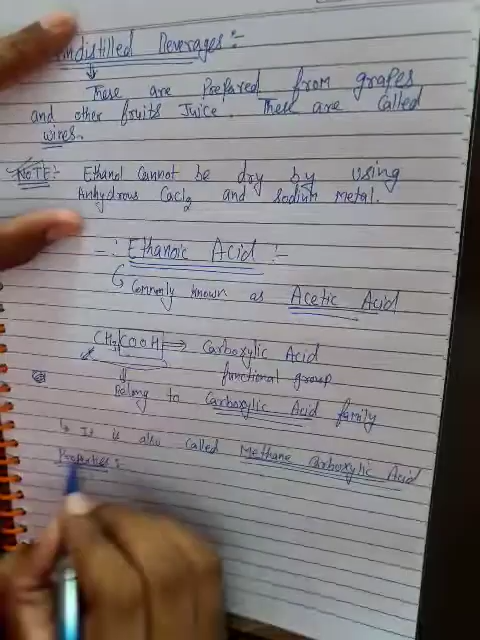 Undistilled Beverages :-
These are Prepared from grapes
and other fruits Juice. These are Called
wines.
NOTE:- Ethanol Cannot be dry by using
Anhydrous CaCl2 and sodium metal.
:- Ethanoic Acid :-
Commonly known as Acetic Acid
CH3COOH ⇒ Carboxylic Acid
functional group
Belong to Carboxylic Acid family
It is also called Methane Carboxylic Acid
Properties :